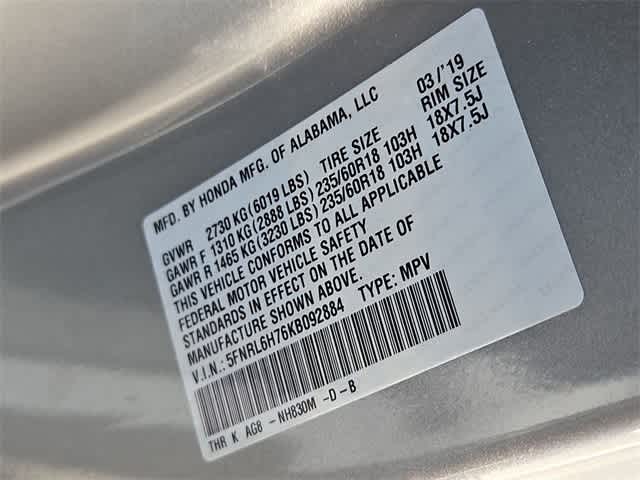 MFD. BY HONDA MFG. OF ALABAMA, LLC 03/'19
TIRE SIZE RIM SIZE
GVWR 2730 KG (6019 LBS)
GAWR F 1310 KG (2888 LBS) 235/60R18 103H 18X7.5J
GAWR R 1465 KG (3230 LBS) 235/60R18 103H 18X7.5J
THIS VEHICLE CONFORMS TO ALL APPLICABLE
FEDERAL MOTOR VEHICLE SAFETY
STANDARDS IN EFFECT ON THE DATE OF
MANUFACTURE SHOWN ABOVE.
V.I.N.: 5FNRL6H76KB092884 TYPE: MPV
THR K AG8 -NH830M -D-B